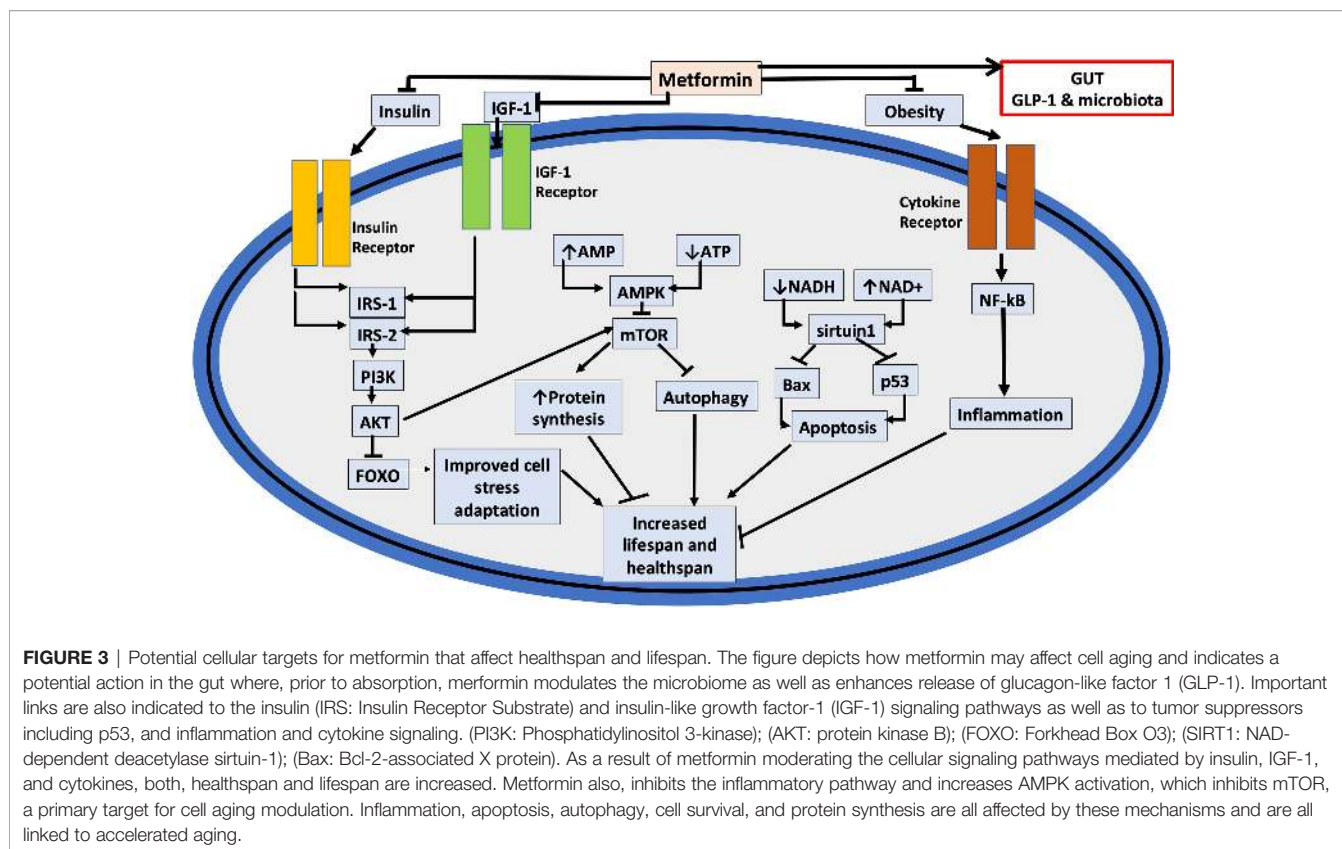 Metformin
GUT
GLP-1 & microbiota
Insulin
IGF-1
Obesity
IGF-1
Receptor
Cytokine
Receptor
Insulin
Receptor
↑AMP
↓ATP
AMPK
↓NADH
↑NAD+
NF-kB
IRS-1
IRS-2
mTOR
sirtuin1
PI3K
Bax
p53
↑Protein
synthesis
Autophagy
Inflammation
AKT
Apoptosis
FOXO
Improved cell
stress
adaptation
Increased
lifespan and
healthspan
FIGURE 3 | Potential cellular targets for metformin that affect healthspan and lifespan. The figure depicts how metformin may affect cell aging and indicates a
potential action in the gut where, prior to absorption, merformin modulates the microbiome as well as enhances release of glucagon-like factor 1 (GLP-1). Important
links are also indicated to the insulin (IRS: Insulin Receptor Substrate) and insulin-like growth factor-1 (IGF-1) signaling pathways as well as to tumor suppressors
including p53, and inflammation and cytokine signaling. (PI3K: Phosphatidylinositol 3-kinase); (AKT: protein kinase B); (FOXO: Forkhead Box O3); (SIRT1: NAD-
dependent deacetylase sirtuin-1); (Bax: Bcl-2-associated X protein). As a result of metformin moderating the cellular signaling pathways mediated by insulin, IGF-1,
and cytokines, both, healthspan and lifespan are increased. Metformin also, inhibits the inflammatory pathway and increases AMPK activation, which inhibits mTOR,
a primary target for cell aging modulation. Inflammation, apoptosis, autophagy, cell survival, and protein synthesis are all affected by these mechanisms and are all
linked to accelerated aging.